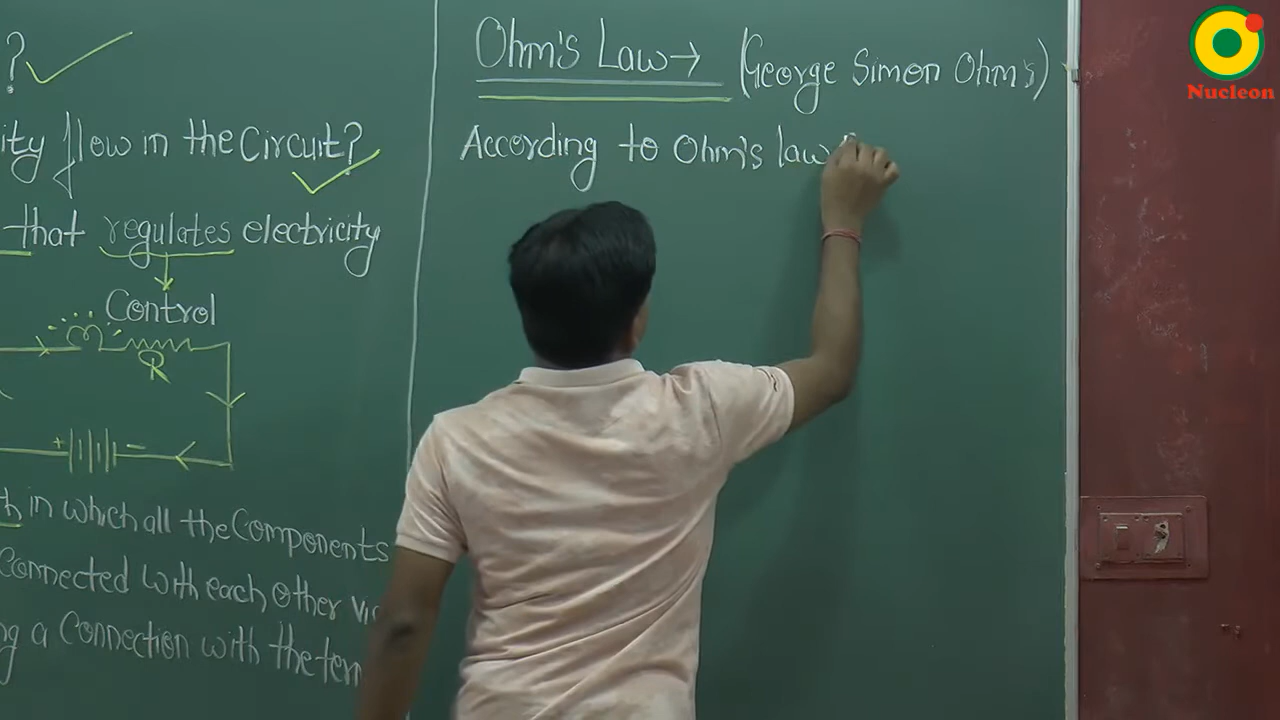 ?
ity flow in the Circuit?
that regulates electricity
Control
R
+ -
in which all the Components
Connected with each other
g a Connection with the
Ohm's Law → (George Simon Ohm's)
According to Ohm's law
Nucleon